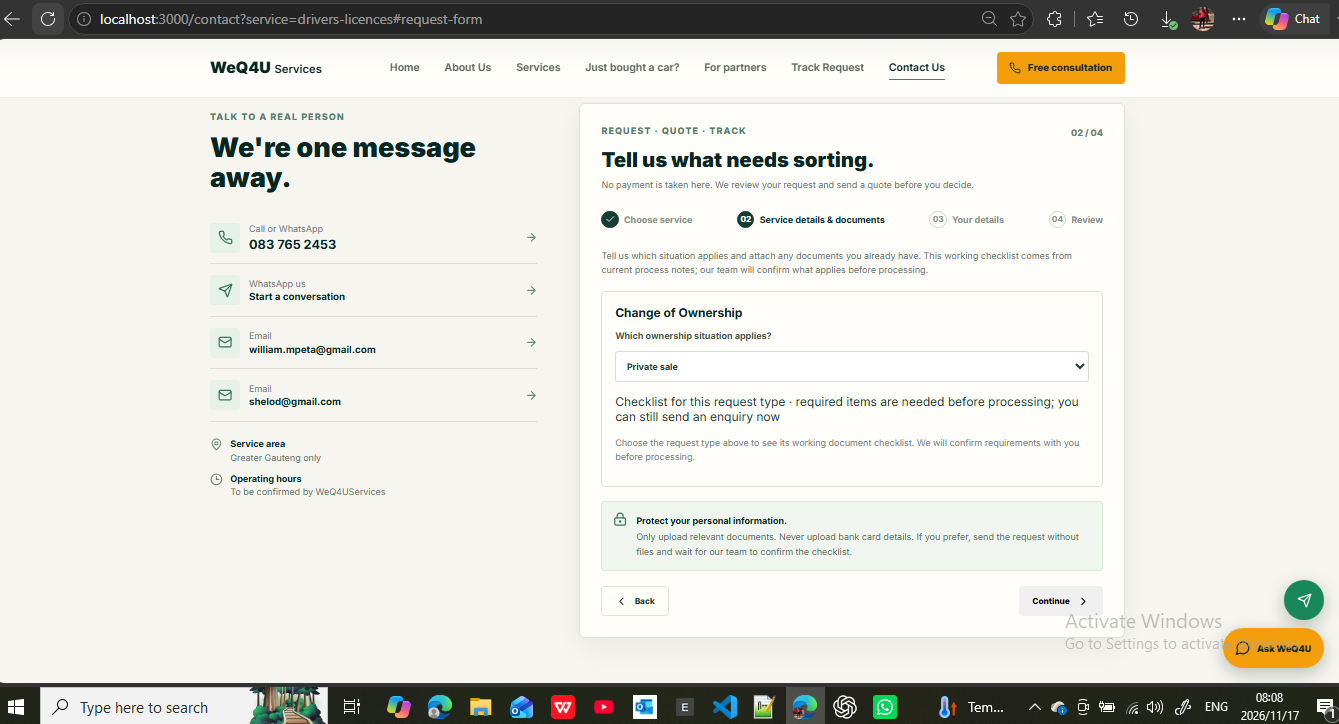 localhost:3000/contact?service=drivers-licences#request-form
Chat
WeQ4U Services
Home
About Us
Services
Just bought a car?
For partners
Track Request
Contact Us
Free consultation
TALK TO A REAL PERSON
We're one message
away.
Call or WhatsApp
083 765 2453
WhatsApp us
Start a conversation
Email
william.mpeta@gmail.com
Email
shelod@gmail.com
Service area
Greater Gauteng only
Operating hours
To be confirmed by WeQ4UServices
REQUEST · QUOTE · TRACK
02 / 04
Tell us what needs sorting.
No payment is taken here. We review your request and send a quote before you decide.
Choose service
02 Service details & documents
03 Your details
04 Review
Tell us which situation applies and attach any documents you already have. This working checklist comes from
current process notes; our team will confirm what applies before processing.
Change of Ownership
Which ownership situation applies?
Private sale
Checklist for this request type · required items are needed before processing; you
can still send an enquiry now
Choose the request type above to see its working document checklist. We will confirm requirements with you
before processing.
Protect your personal information.
Only upload relevant documents. Never upload bank card details. If you prefer, send the request without
files and wait for our team to confirm the checklist.
Back
Continue
Activate Windows
Go to Settings to activate
Ask WeQ4U
Type here to search
E
Tem...
ENG
08:08
2026/11/17
1